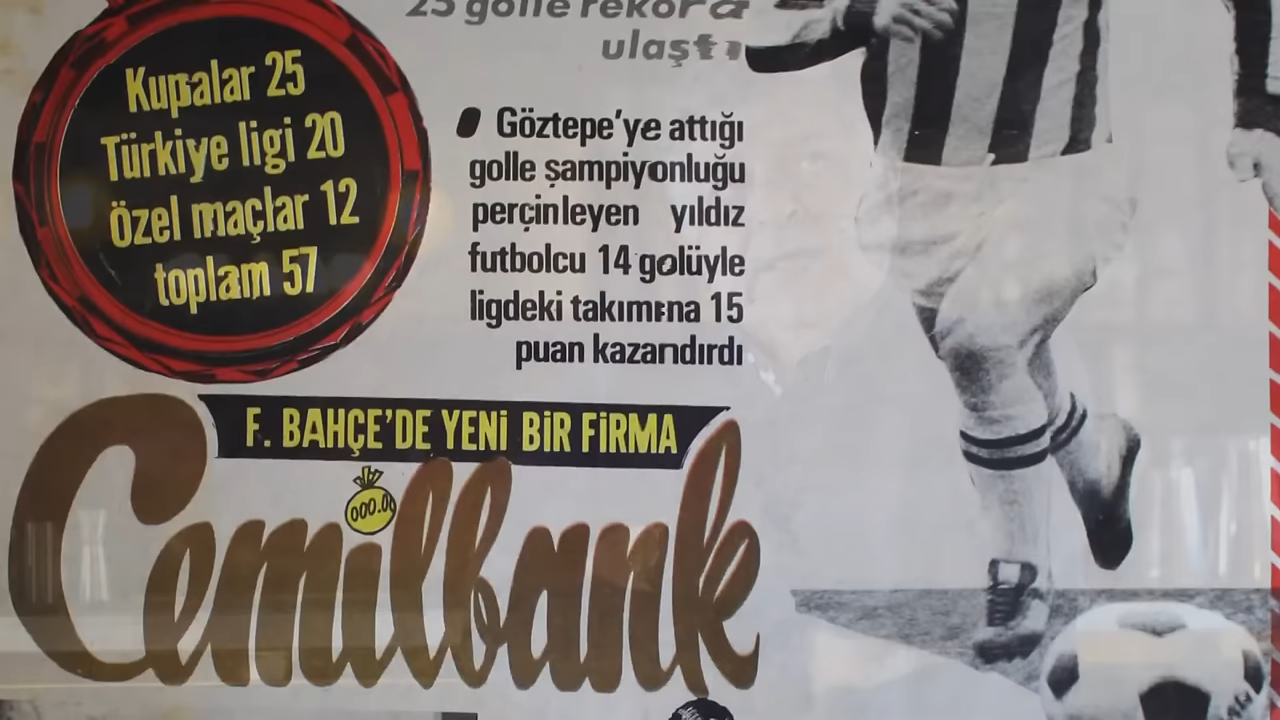 25 golle rekora
ulaştı
Kupalar 25
Türkiye ligi 20
özel maçlar 12
toplam 57
Göztepe'ye attığı
golle şampiyonluğu
perçinleyen yıldız
futbolcu 14 golüyle
ligdeki takımına 15
puan kazandırdı
F. BAHÇE'DE YENİ BİR FİRMA
000.00
Cemilbank